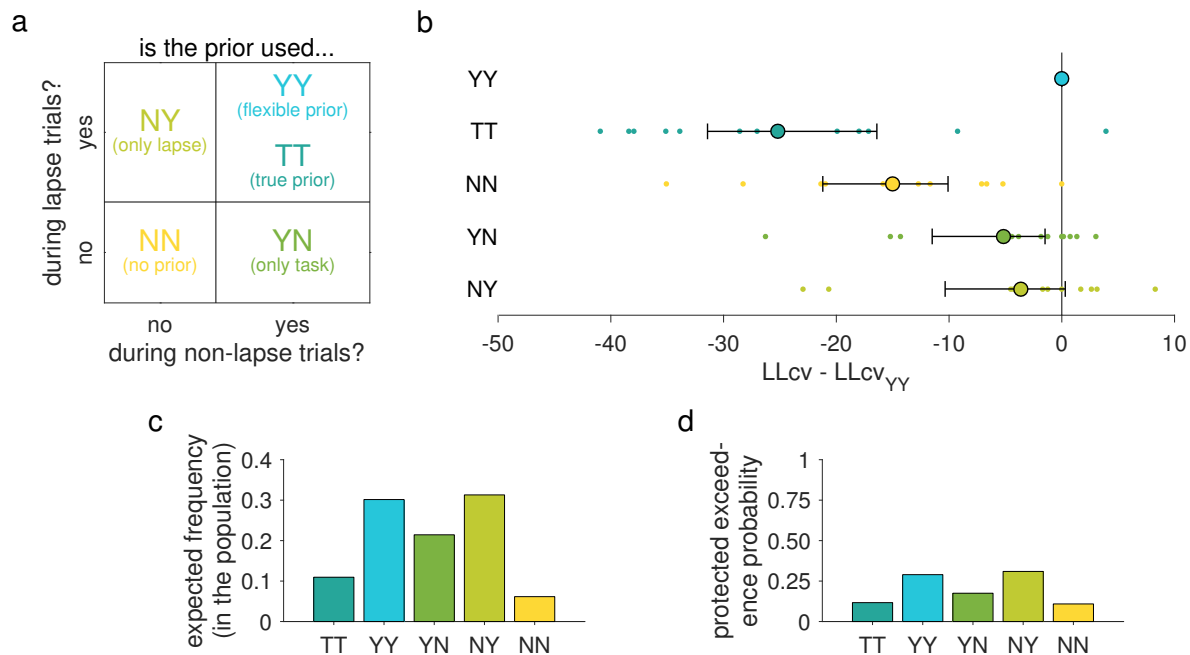 a
is the prior used...
during lapse trials?
yes
no
NY
(only lapse)
YY
(flexible prior)
TT
(true prior)
NN
(no prior)
YN
(only task)
no
yes
during non-lapse trials?
b
YY
TT
NN
YN
NY
-50
-40
-30
-20
-10
0
10
LLcv - LLcvYY
c
expected frequency
(in the population)
0.4
0.3
0.2
0.1
0
TT
YY
YN
NY
NN
d
protected exceed-
ence probability
1
0.75
0.50
0.25
0
TT
YY
YN
NY
NN